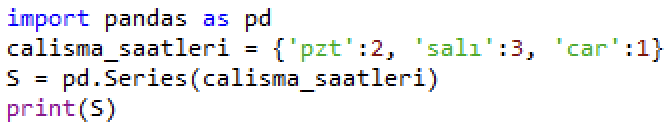 import pandas as pd
calisma_saatleri = {'pzt':2, 'salı':3, 'car':1}
S = pd.Series(calisma_saatleri)
print(S)